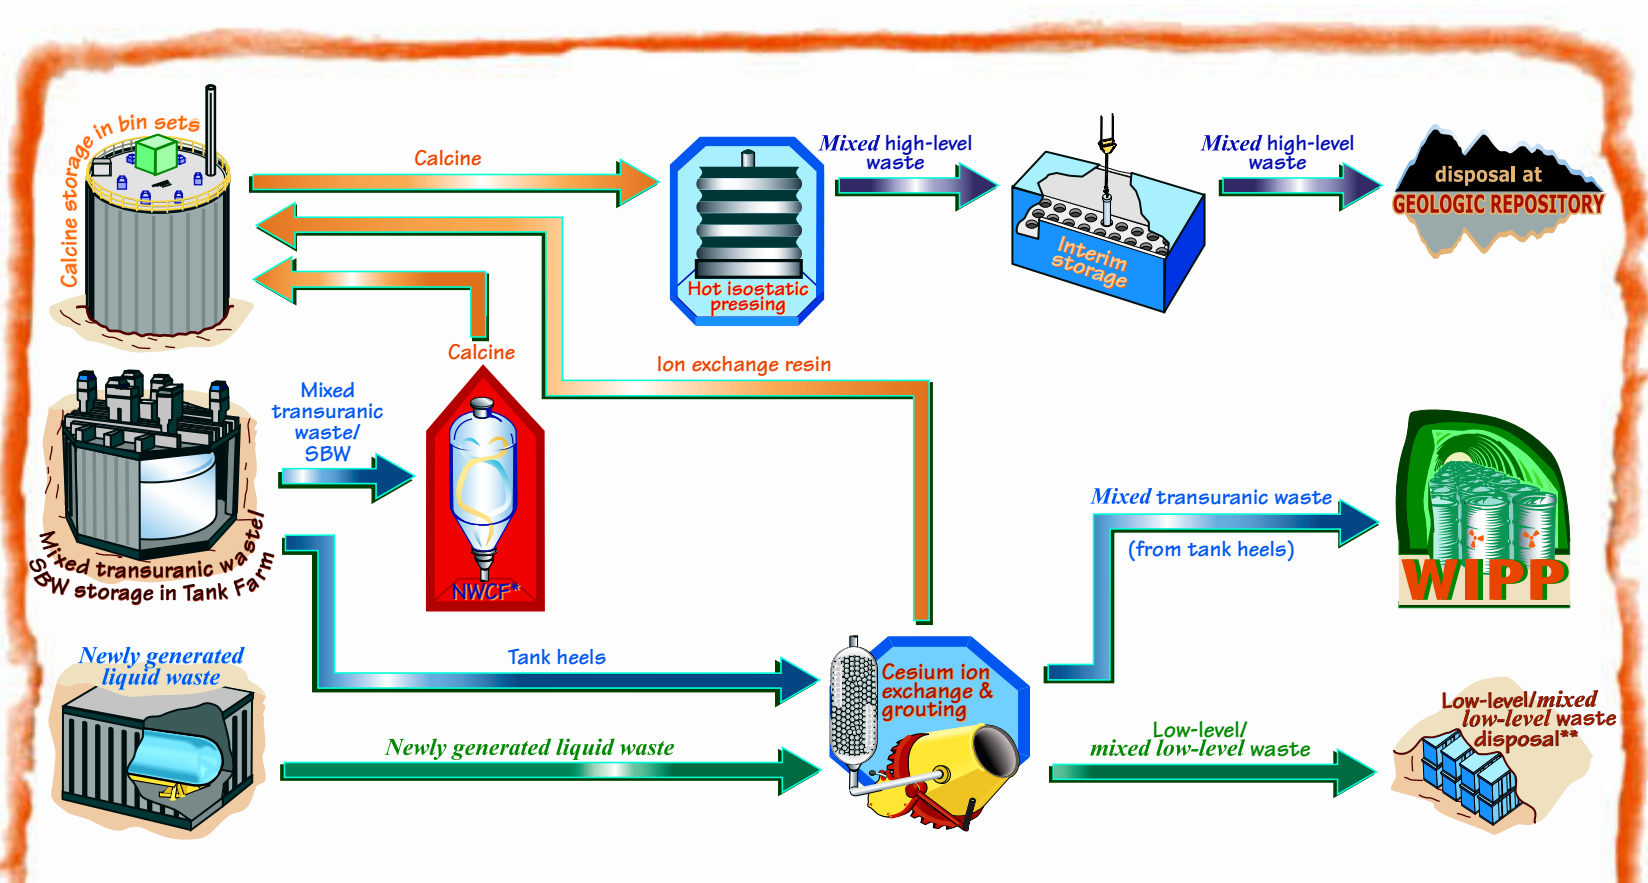 Calcine storage in bin sets
Calcine
Mixed high-level
waste
Mixed high-level
waste
disposal at
GEOLOGIC REPOSITORY
Hot isostatic
pressing
Interim
storage
Calcine
Ion exchange resin
Mixed
transuranic
waste/
SBW
Mixed transuranic waste/
SBW storage in Tank Farm
NWCF*
Mixed transuranic waste
(from tank heels)
WIPP
Newly generated
liquid waste
Tank heels
Cesium ion
exchange &
grouting
Newly generated liquid waste
Low-level/
mixed low-level waste
Low-level/mixed
low-level waste
disposal**